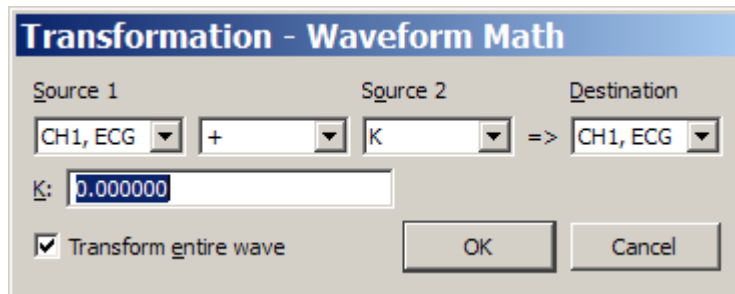 Transformation - Waveform Math
Source 1 Source 2 Destination
CH1, ECG + K => CH1, ECG
K: 0.000000
Transform entire wave OK Cancel